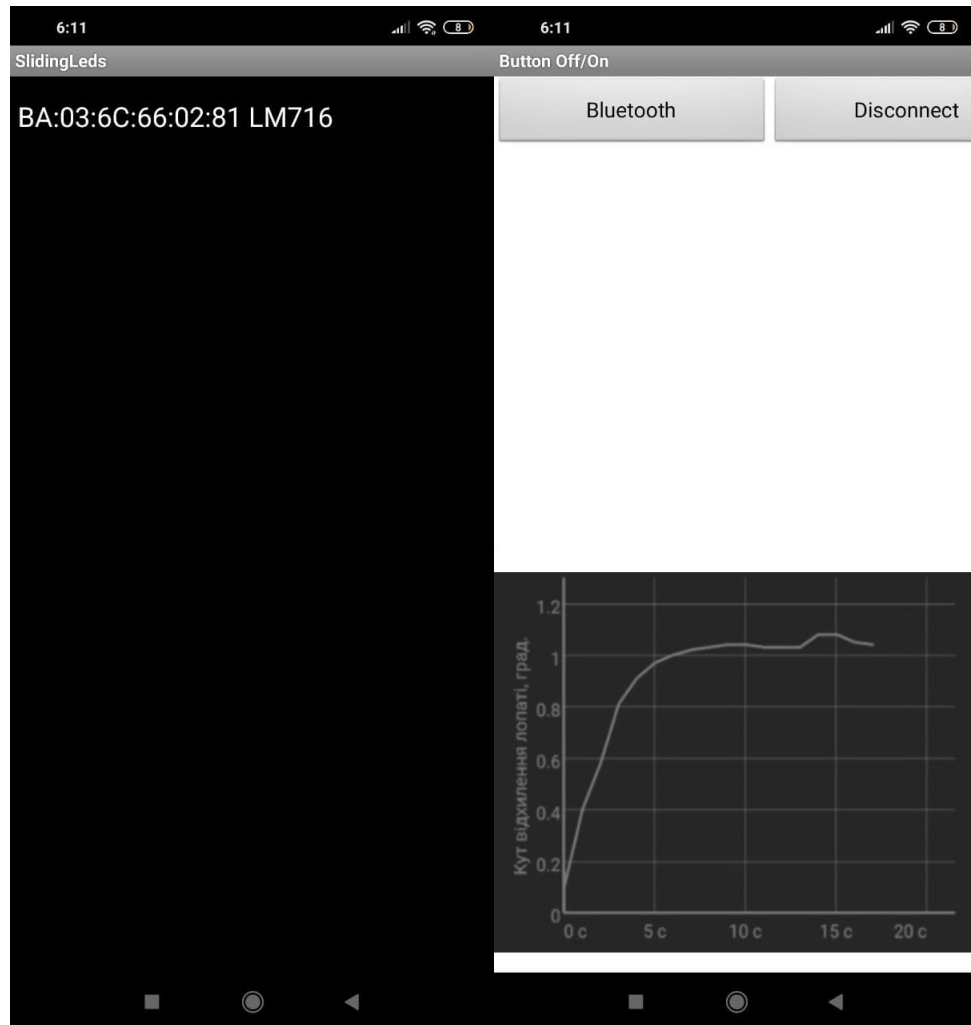 6:11
8
SlidingLeds
BA:03:6C:66:02:81 LM716
6:11
8
Button Off/On
Bluetooth
Disconnect
Кут відхилення лопаті, град.
1.2
1
0.8
0.6
0.4
0.2
0
0 с 5 с 10 с 15 с 20 с